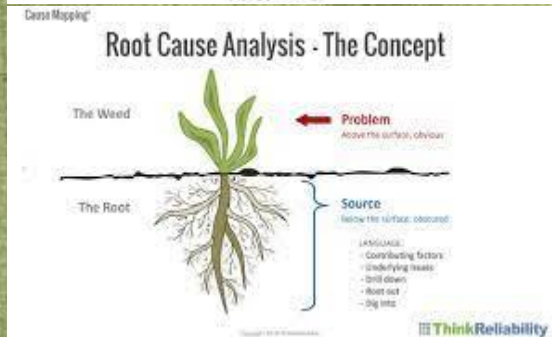 Cause Mapping®
Root Cause Analysis - The Concept
The Weed
Problem
Above the surface, obvious
The Root
Source
Below the surface, obscured
LANGUAGE:
- Contributing factors
- Underlying issues
- Drill down
- Root out
- Dig into
ThinkReliability